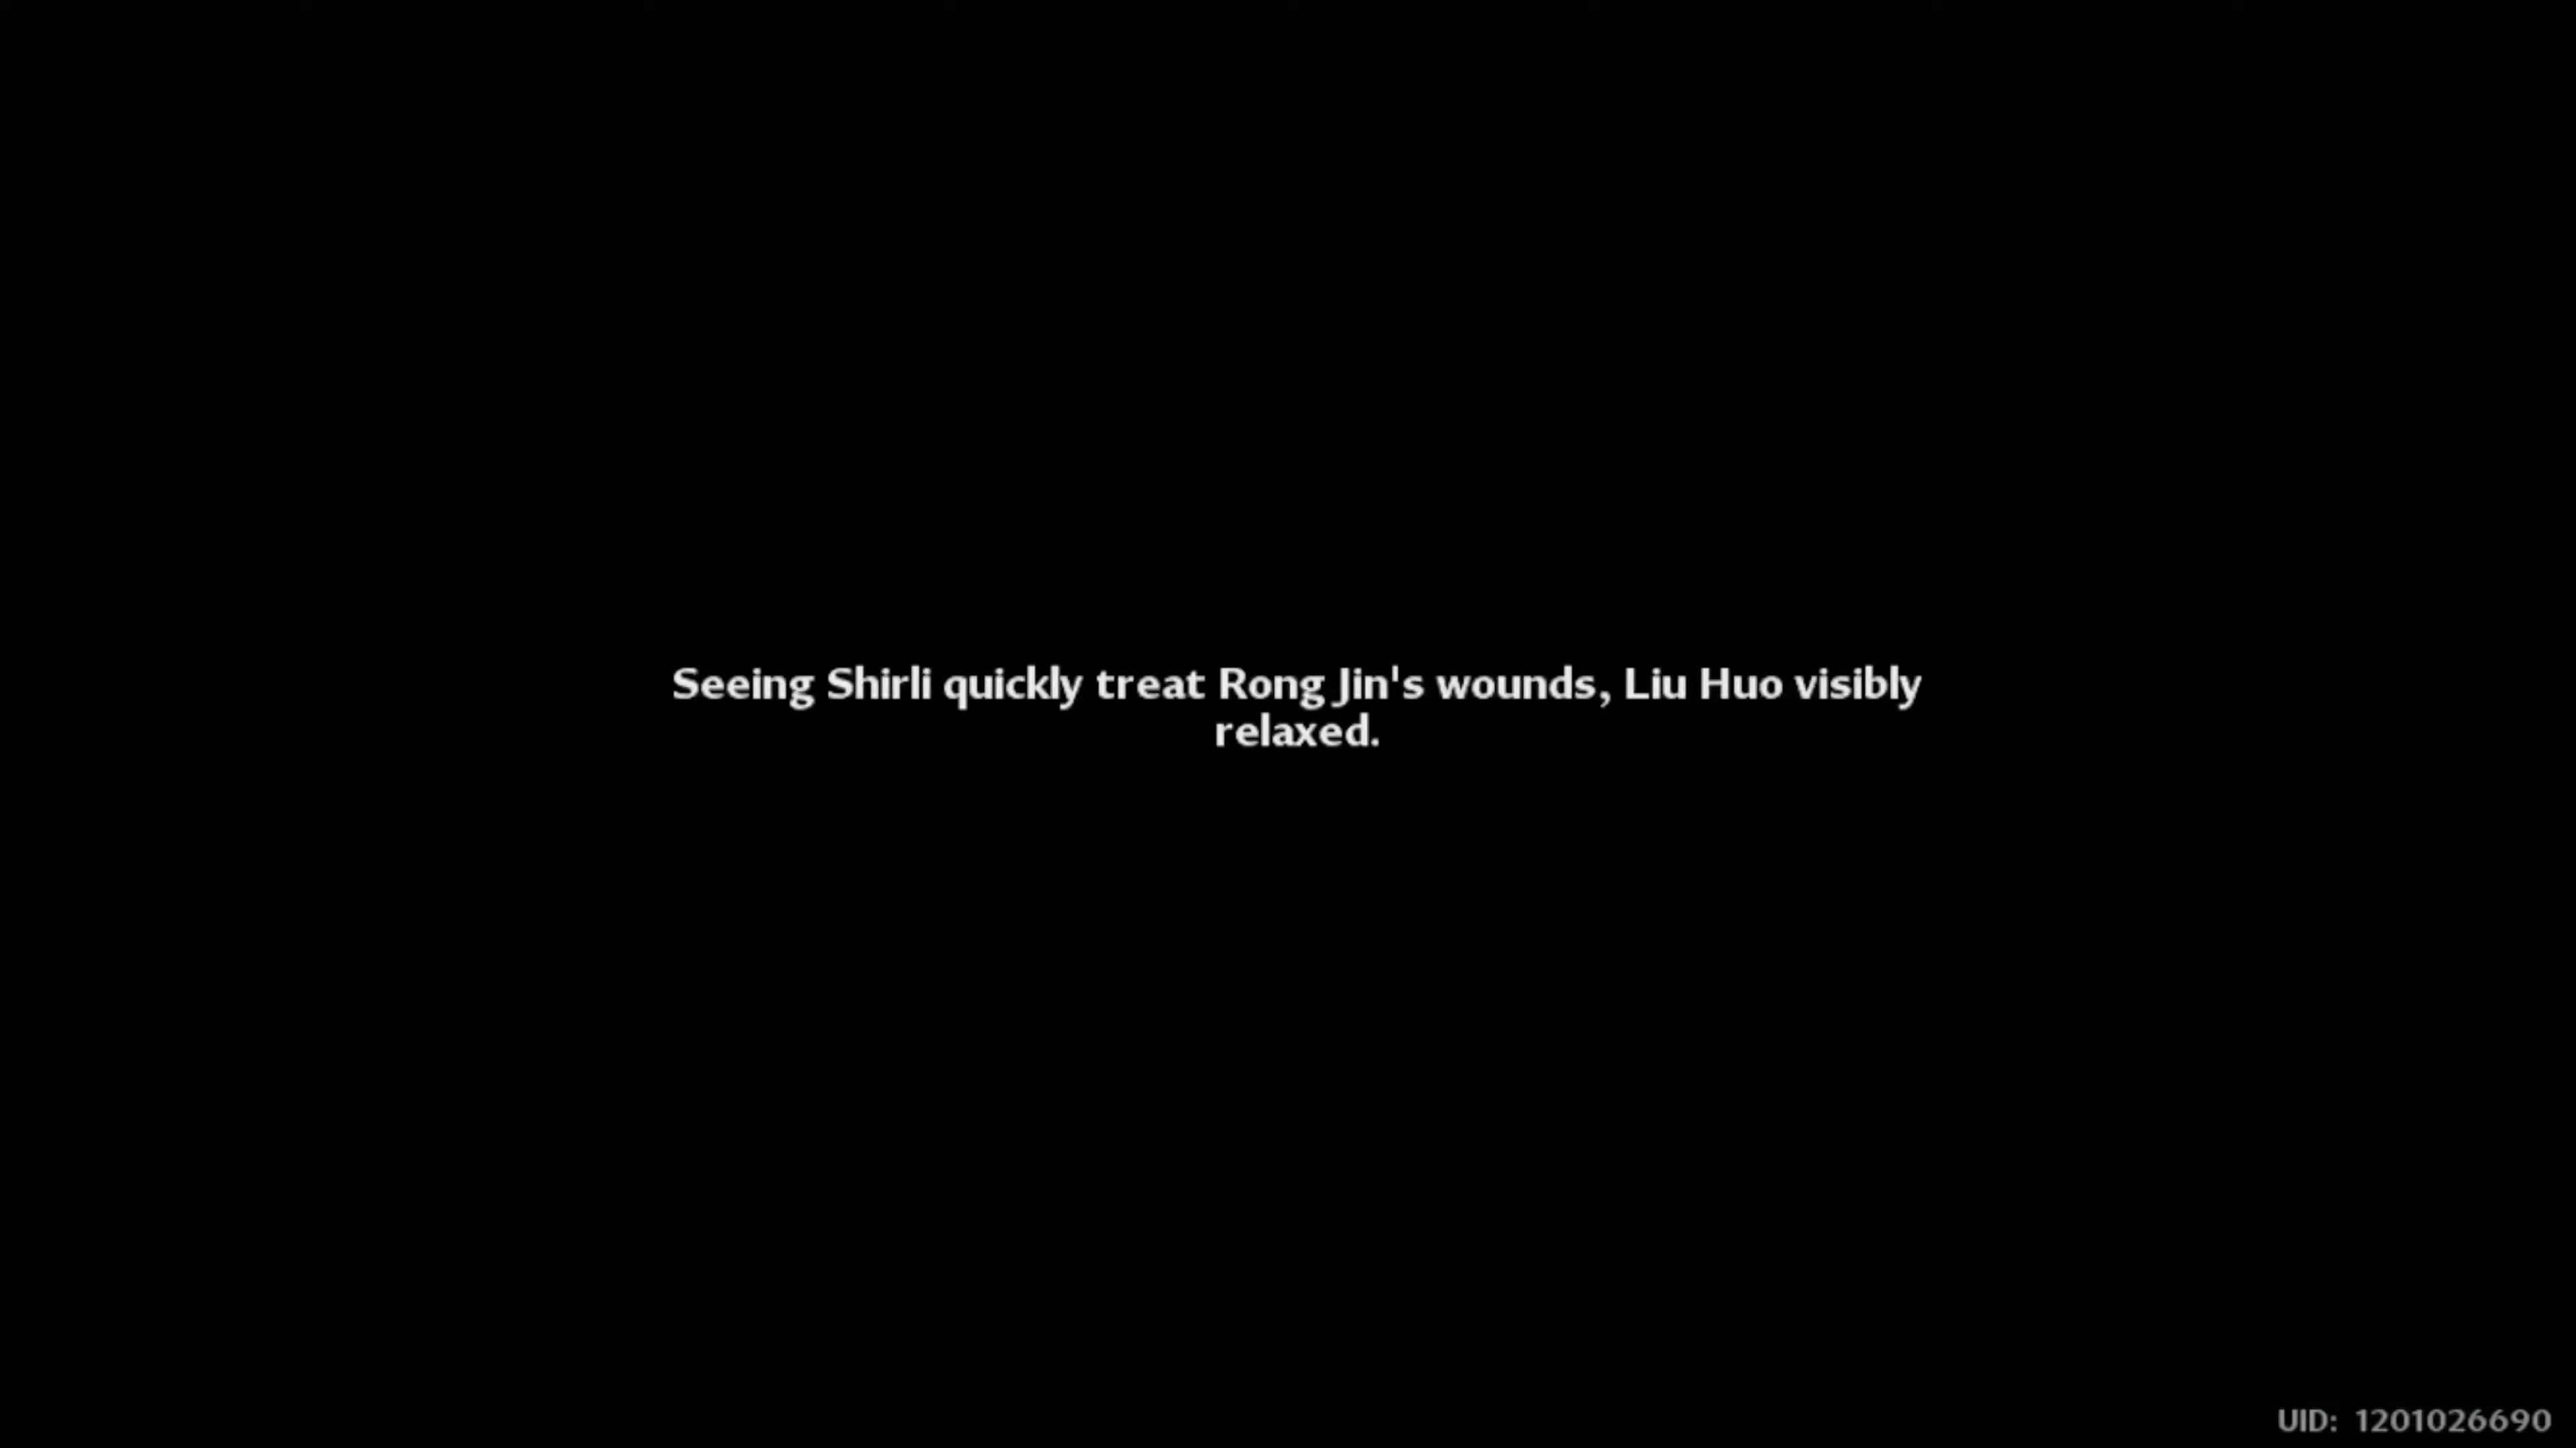 Seeing Shirli quickly treat Rong Jin's wounds, Liu Huo visibly
relaxed.
UID: 1201026690